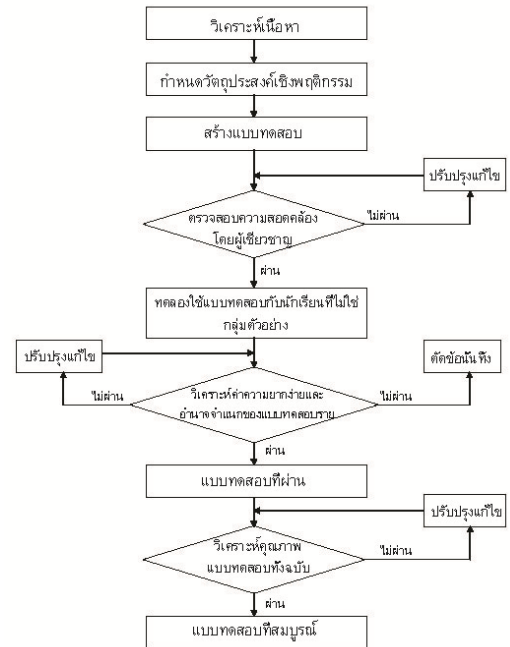 วิเคราะห์เนื้อหา
กำหนดวัตถุประสงค์เชิงพฤติกรรม
สร้างแบบทดสอบ
ปรับปรุงแก้ไข
ตรวจสอบความสอดคล้อง
โดยผู้เชี่ยวชาญ
ไม่ผ่าน
ผ่าน
ทดลองใช้แบบทดสอบกับนักเรียนที่ไม่ใช่
กลุ่มตัวอย่าง
ปรับปรุงแก้ไข
ตัดข้อนั้นทิ้ง
ไม่ผ่าน
วิเคราะห์ค่าความยากง่ายและ
อำนาจจำแนกของแบบทดสอบราย
ไม่ผ่าน
ผ่าน
แบบทดสอบที่ผ่าน
ปรับปรุงแก้ไข
วิเคราะห์คุณภาพ
แบบทดสอบทั้งฉบับ
ไม่ผ่าน
ผ่าน
แบบทดสอบที่สมบูรณ์